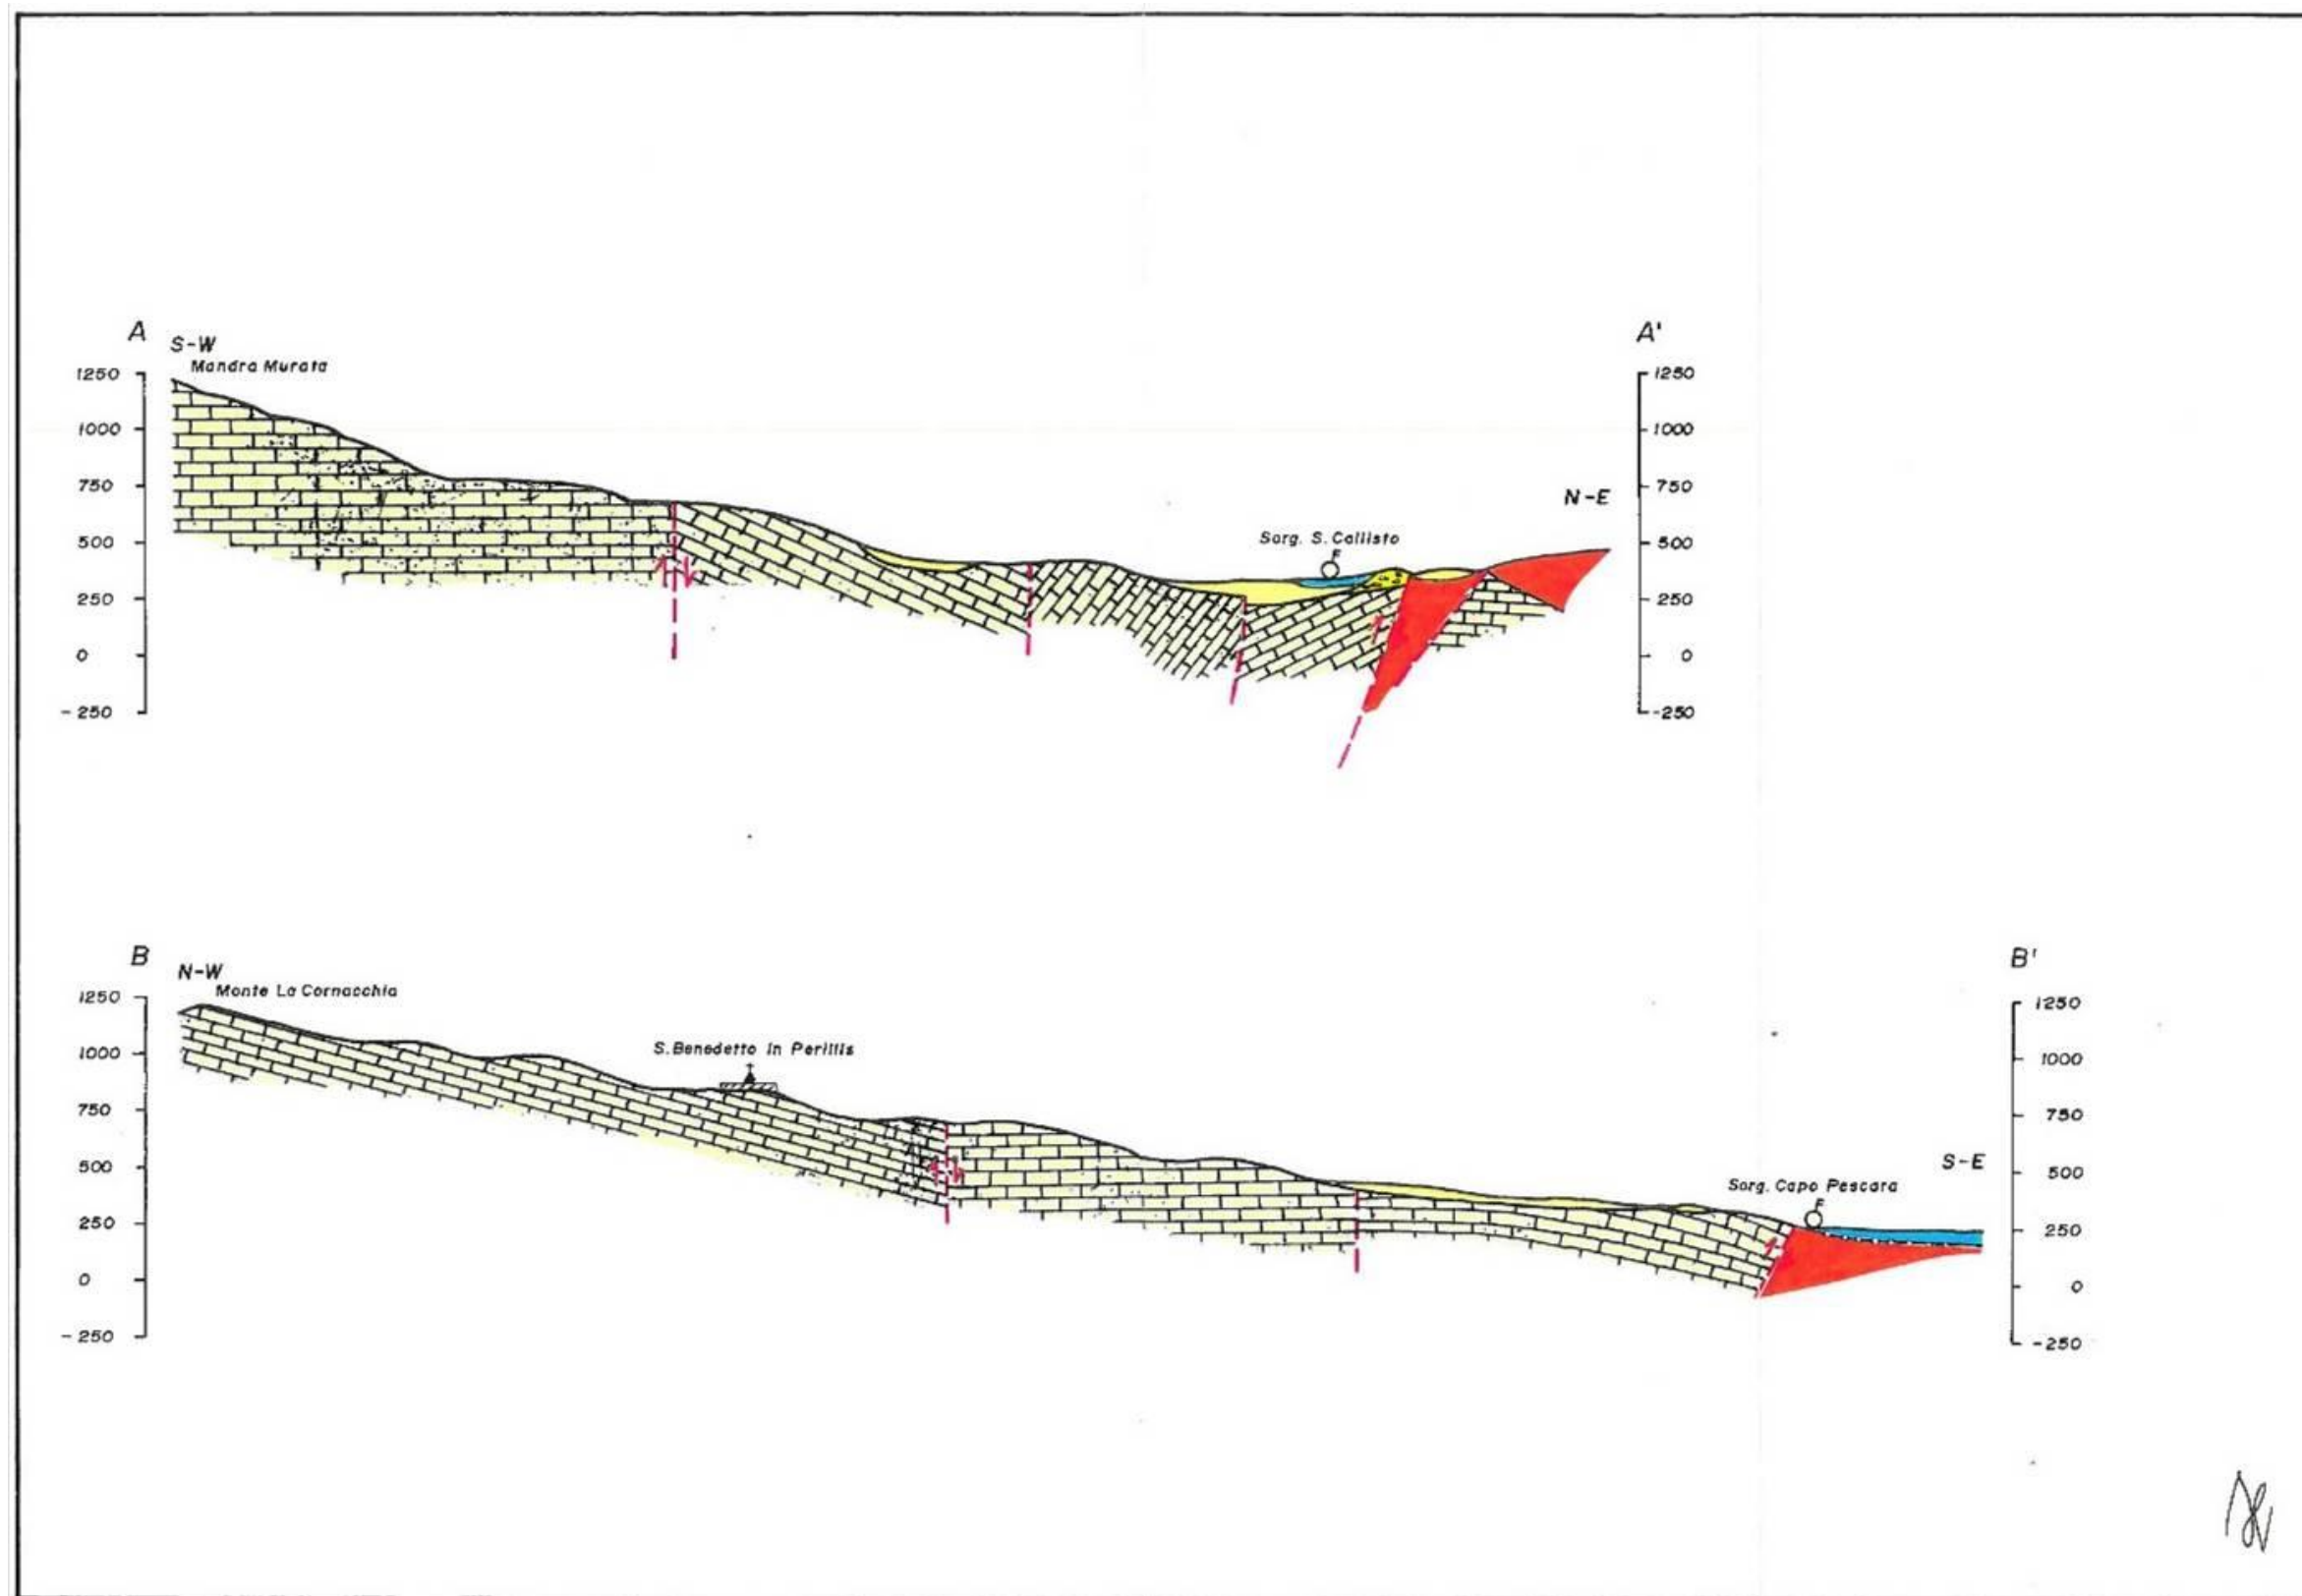 A
A'
S-W
Mandra Murata
1250
1000
750
500
250
0
- 250
1250
1000
750
500
250
0
-250
N-E
Sorg. S. Callisto
F
B
B'
N-W
Monte La Cornacchia
1250
1000
750
500
250
0
- 250
S.Benedetto in Perillis
1250
1000
750
500
250
0
-250
S-E
Sorg. Capo Pescara
F